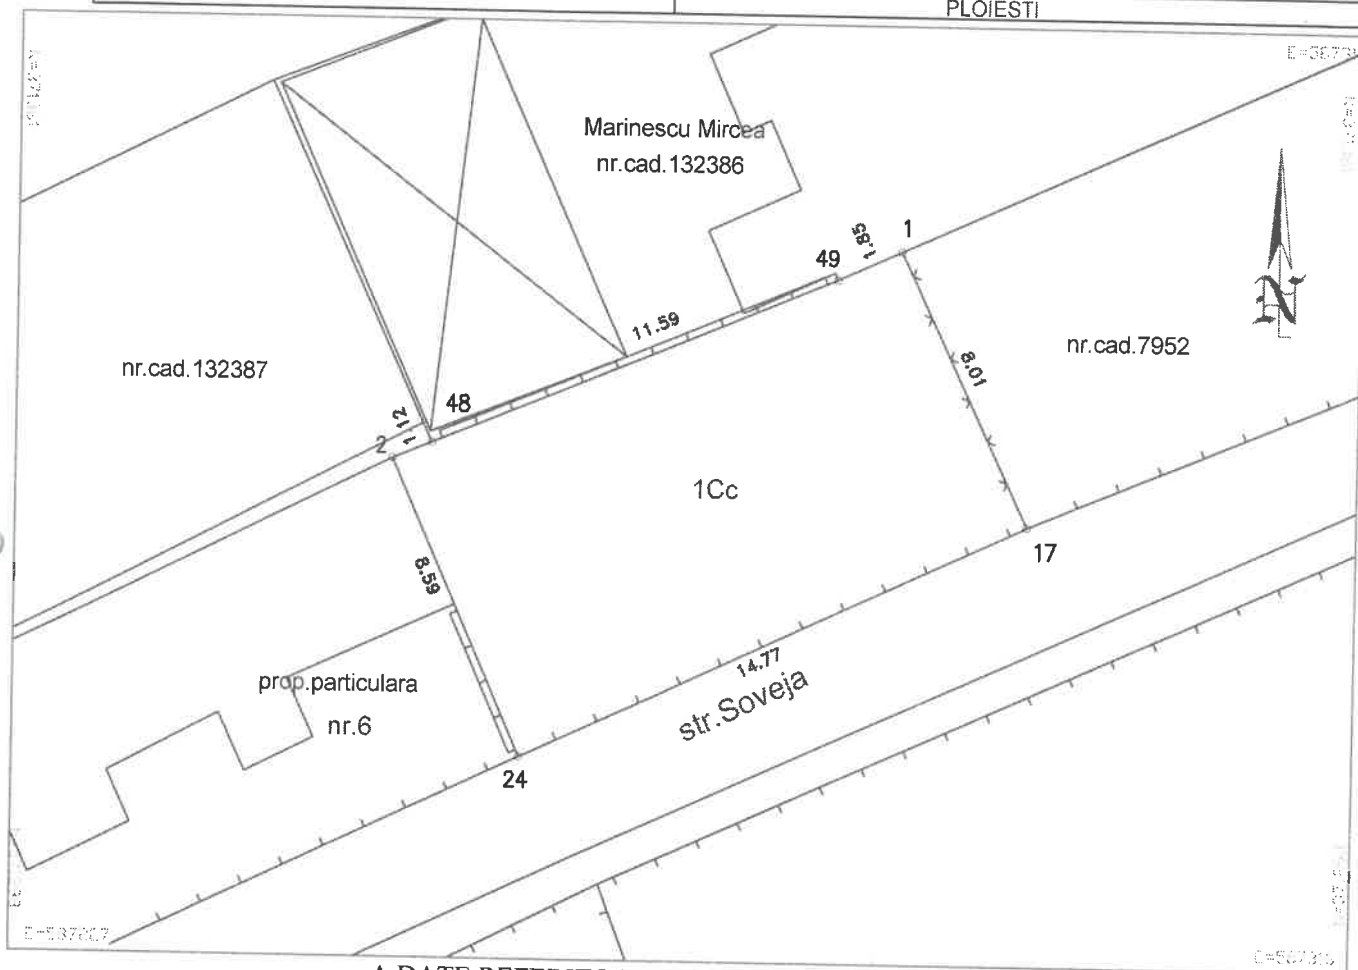 PLOIESTI
Marinescu Mircea
nr.cad.132386
1
1.85
49
N
11.59
nr.cad.7952
nr.cad.132387
8.01
48
1.12
2
1Cc
17
8.59
14.77
prop.particulara
str.Soveja
nr.6
24